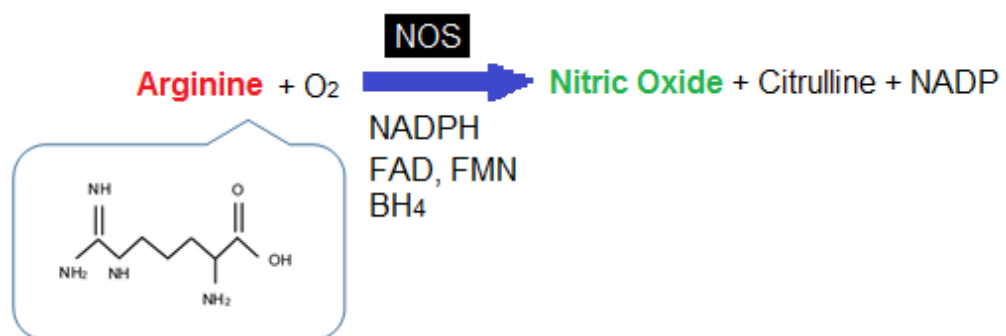 NOS
Arginine + O2 Nitric Oxide + Citrulline + NADP
NADPH
FAD, FMN
BH4
NH O
NH2 NH OH
NH2